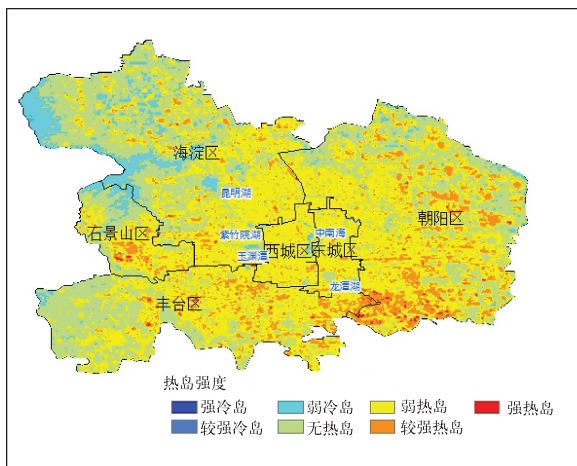 海淀区
昆明湖
朝阳区
石景山区
紫竹院湖
中南海
玉渊潭
西城区
东城区
龙潭湖
丰台区
热岛强度
强冷岛
弱冷岛
弱热岛
强热岛
较强冷岛
无热岛
较强热岛